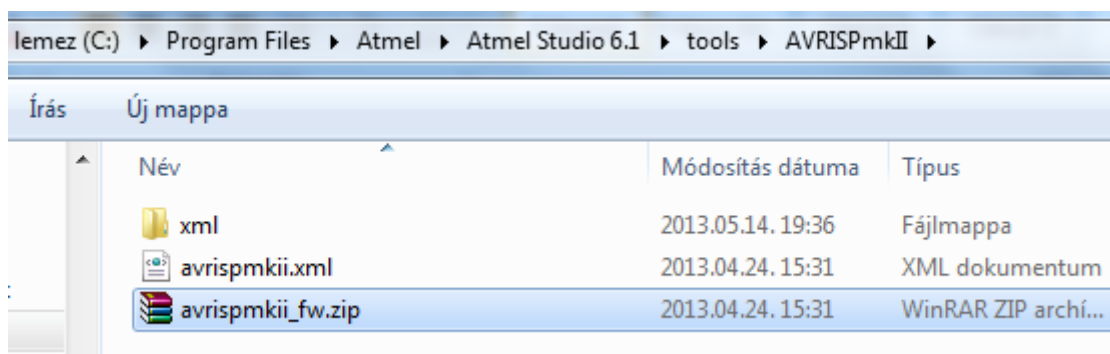 lemez (C:) ▸ Program Files ▸ Atmel ▸ Atmel Studio 6.1 ▸ tools ▸ AVRISPmkII ▸
Írás Új mappa
Név Módosítás dátuma Típus
xml 2013.05.14. 19:36 Fájlmappa
avrispmkii.xml 2013.04.24. 15:31 XML dokumentum
avrispmkii_fw.zip 2013.04.24. 15:31 WinRAR ZIP archí...